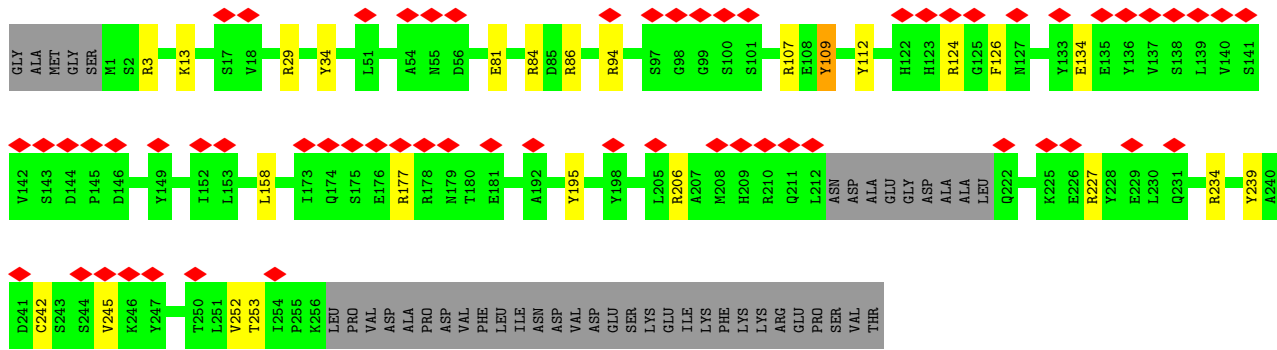 GLY ALA MET GLY SER M1 S2 R3 K13 S17 V18 R29 Y34 L51 A54 N55 D56 E81 R84 D85 R86 R94 S97 G98 G99 S100 S101 R107 E108 Y109 Y112 H122 H123 R124 G125 F126 N127 Y133 E134 E135 Y136 V137 S138 L139 V140 S141
V142 S143 D144 P145 D146 Y149 I152 L153 L158 I173 Q174 S175 E176 R177 R178 N179 T180 E181 A192 Y195 Y198 L205 R206 A207 M208 H209 R210 Q211 L212 ASN ASP ALA GLU GLY ASP ALA ALA LEU Q222 K225 E226 R227 Y228 E229 L230 Q231 R234 Y239 A240
D241 C242 S243 S244 V245 K246 Y247 T250 L251 V252 T253 I254 P255 K256 LEU PRO VAL ASP ALA PRO ASP VAL PHE LEU ILE ASN ASP VAL ASP GLU SER LYS GLU ILE LYS PHE LYS LYS ARG GLU PRO SER VAL THR